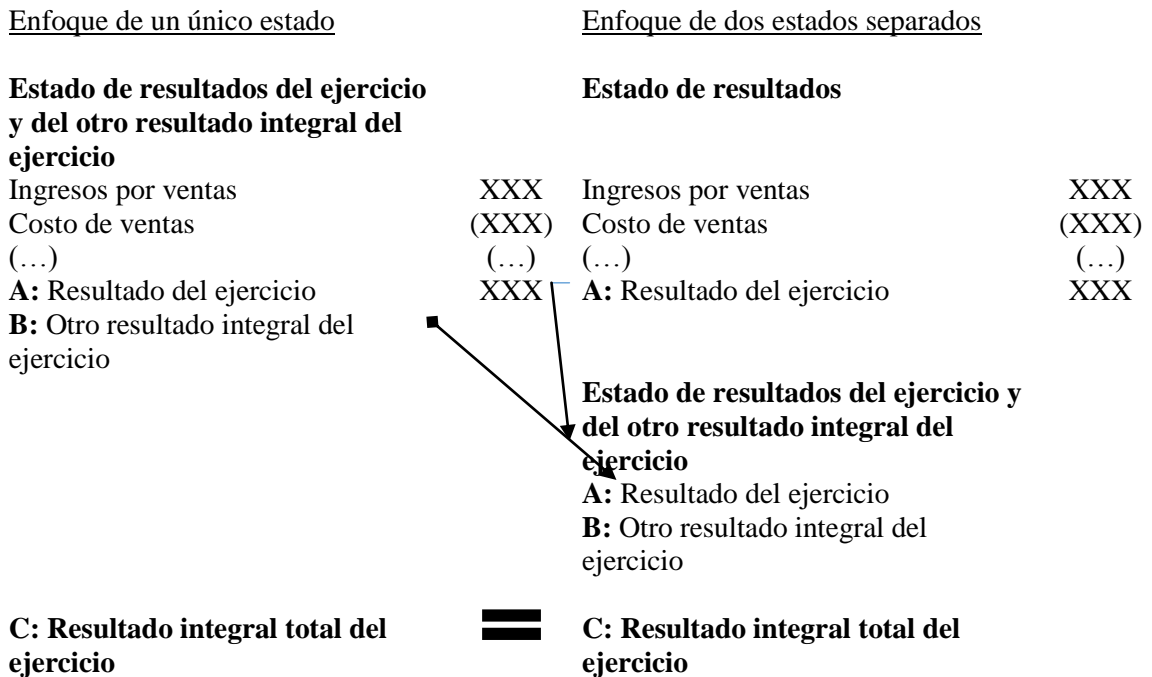 Enfoque de un único estado
Enfoque de dos estados separados
Estado de resultados del ejercicio
y del otro resultado integral del
ejercicio
Ingresos por ventas XXX
Costo de ventas (XXX)
(…) (…)
A: Resultado del ejercicio XXX
B: Otro resultado integral del
ejercicio
C: Resultado integral total del
ejercicio
=
Estado de resultados
Ingresos por ventas XXX
Costo de ventas (XXX)
(…) (…)
A: Resultado del ejercicio XXX
Estado de resultados del ejercicio y
del otro resultado integral del
ejercicio
A: Resultado del ejercicio
B: Otro resultado integral del
ejercicio
C: Resultado integral total del
ejercicio